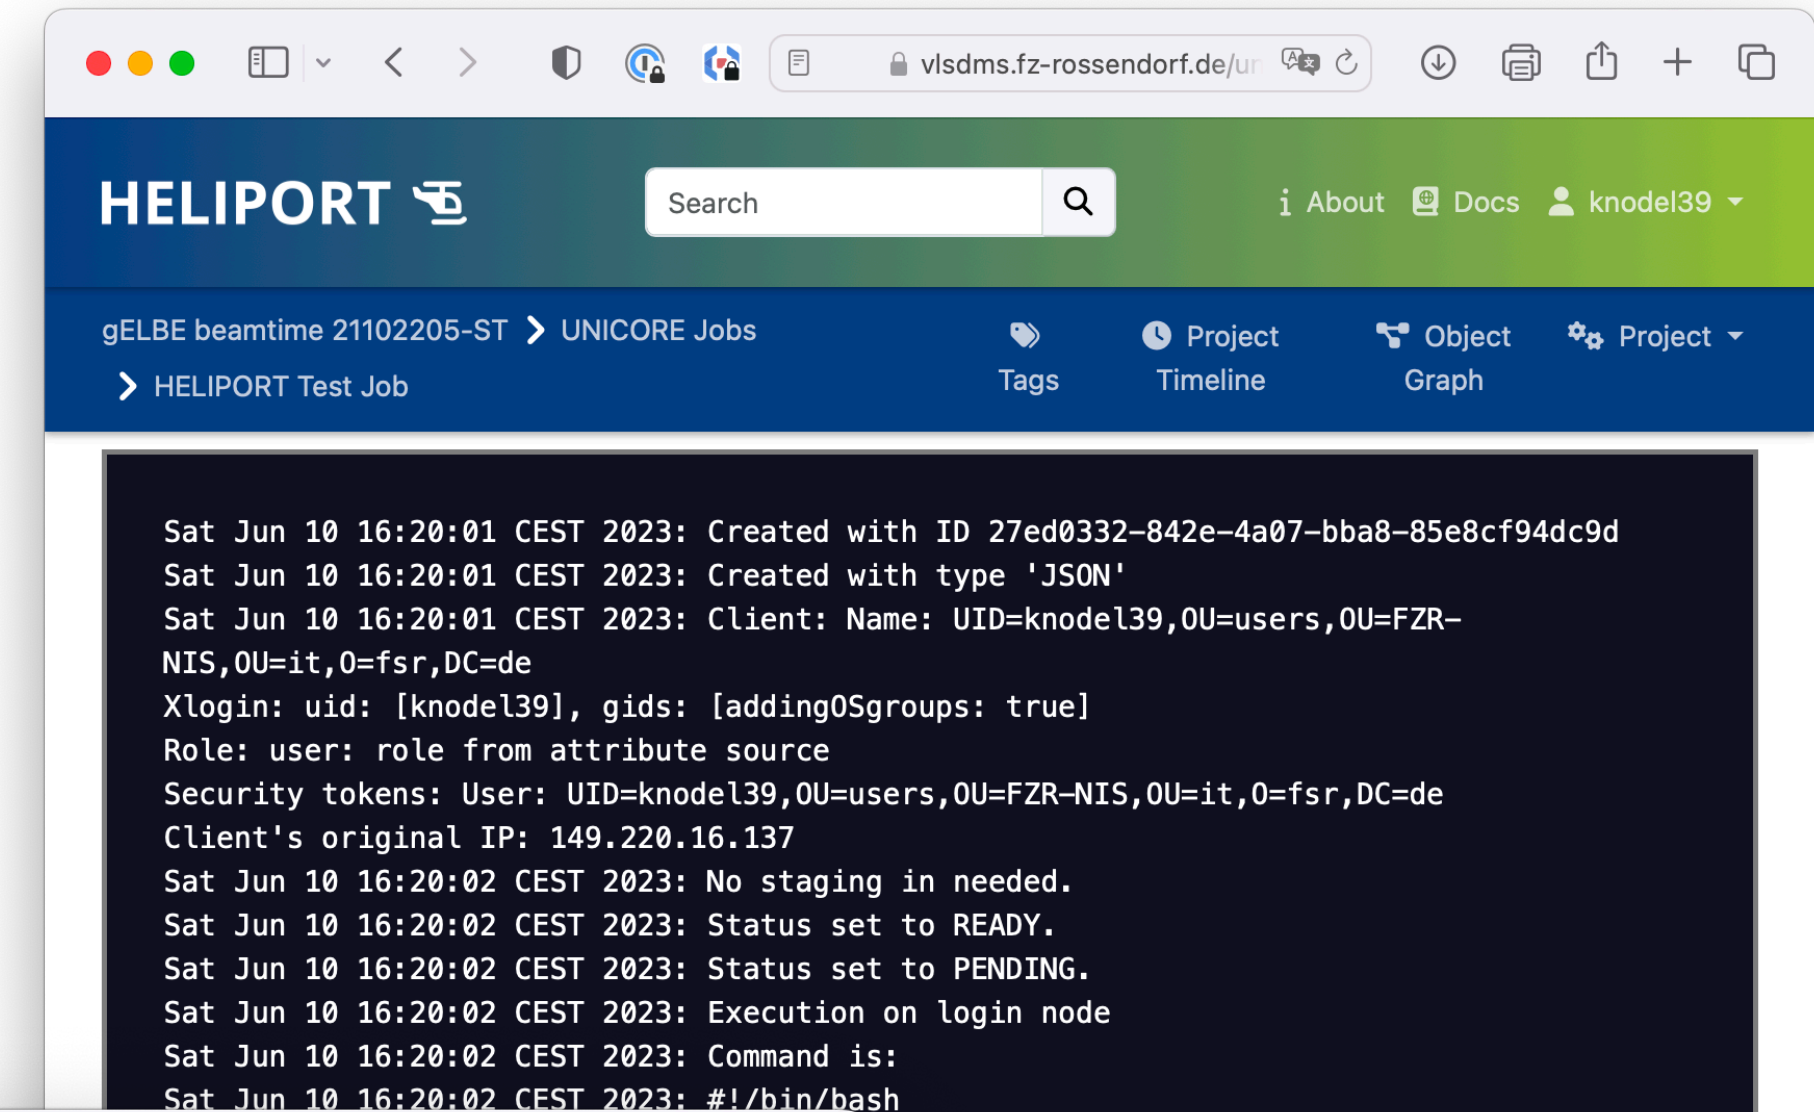 vlsdms.fz-rossendorf.de/un
HELIPORT
Search
About
Docs
knodel39
gELBE beamtime 21102205-ST
UNICORE Jobs
HELIPORT Test Job
Tags
Project Timeline
Object Graph
Project
Sat Jun 10 16:20:01 CEST 2023: Created with ID 27ed0332-842e-4a07-bba8-85e8cf94dc9d
Sat Jun 10 16:20:01 CEST 2023: Created with type 'JSON'
Sat Jun 10 16:20:01 CEST 2023: Client: Name: UID=knodel39,OU=users,OU=FZR-
NIS,OU=it,O=fsr,DC=de
Xlogin: uid: [knodel39], gids: [addingOSgroups: true]
Role: user: role from attribute source
Security tokens: User: UID=knodel39,OU=users,OU=FZR-NIS,OU=it,O=fsr,DC=de
Client's original IP: 149.220.16.137
Sat Jun 10 16:20:02 CEST 2023: No staging in needed.
Sat Jun 10 16:20:02 CEST 2023: Status set to READY.
Sat Jun 10 16:20:02 CEST 2023: Status set to PENDING.
Sat Jun 10 16:20:02 CEST 2023: Execution on login node
Sat Jun 10 16:20:02 CEST 2023: Command is:
Sat Jun 10 16:20:02 CEST 2023: #!/bin/bash